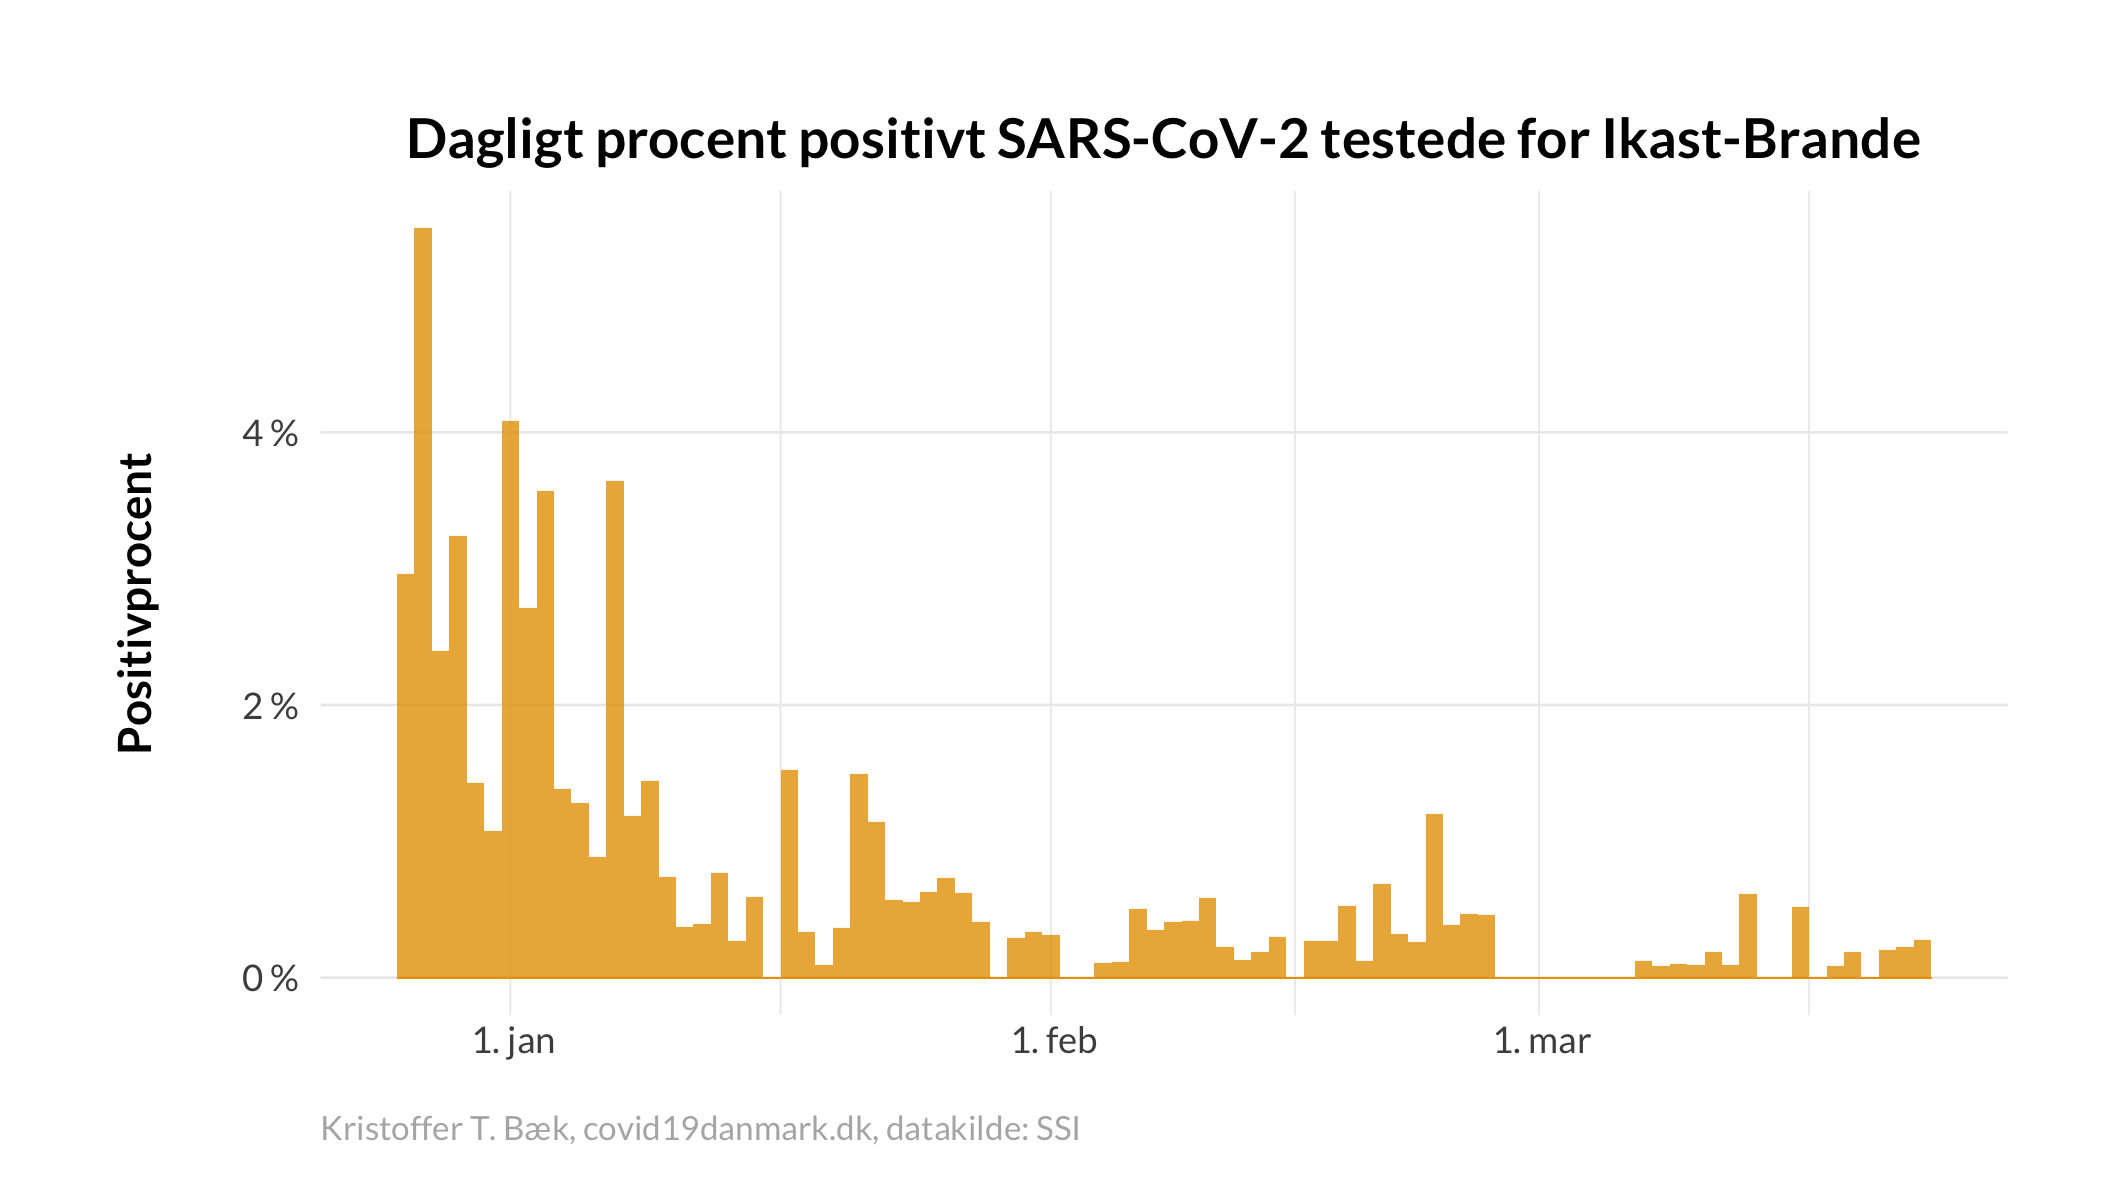 Dagligt procent positivt SARS-CoV-2 testede for Ikast-Brande
Positivprocent
4 %
2 %
0 %
1. jan
1. feb
1. mar
Kristoffer T. Bæk, covid19danmark.dk, datakilde: SSI